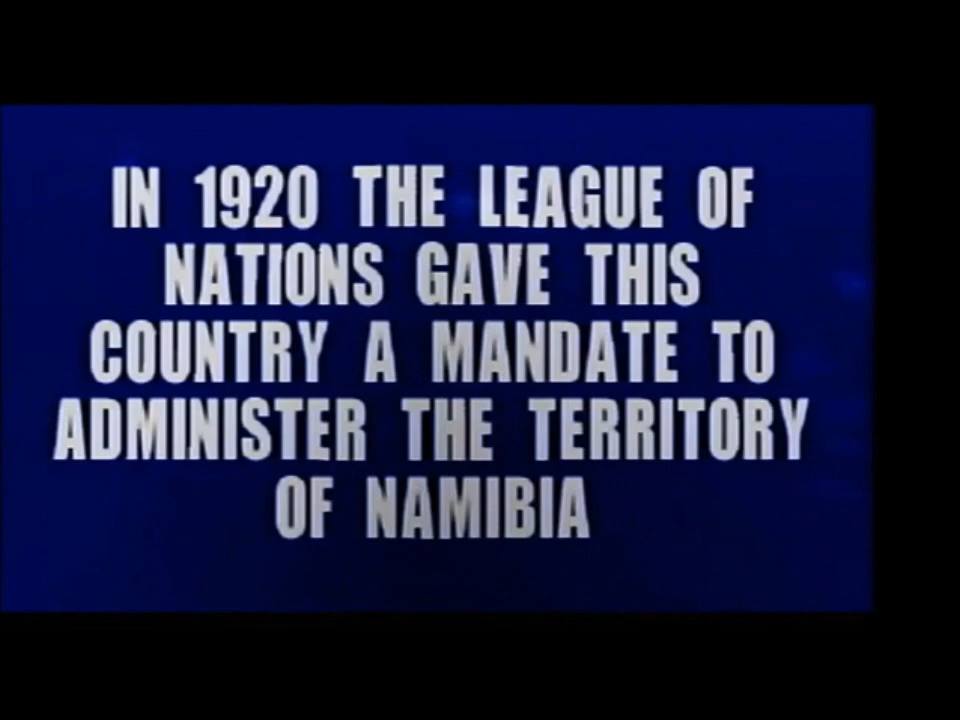 IN 1920 THE LEAGUE OF
NATIONS GAVE THIS
COUNTRY A MANDATE TO
ADMINISTER THE TERRITORY
OF NAMIBIA